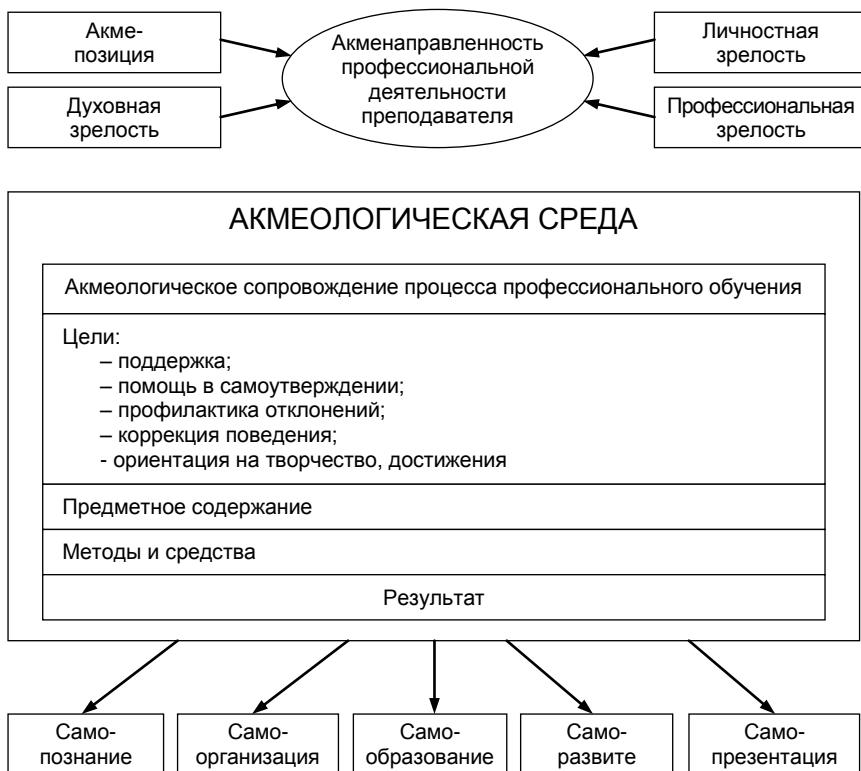 Акме-
позиция
Духовная
зрелость
Акменаправленность
профессиональной
деятельности
преподавателя
Личностная
зрелость
Профессиональная
зрелость
АКМЕОЛОГИЧЕСКАЯ СРЕДА
Акмеологическое сопровождение процесса профессионального обучения
Цели:
– поддержка;
– помощь в самоутверждении;
– профилактика отклонений;
– коррекция поведения;
- ориентация на творчество, достижения
Предметное содержание
Методы и средства
Результат
Само-
познание
Само-
организация
Само-
образование
Само-
развите
Само-
презентация